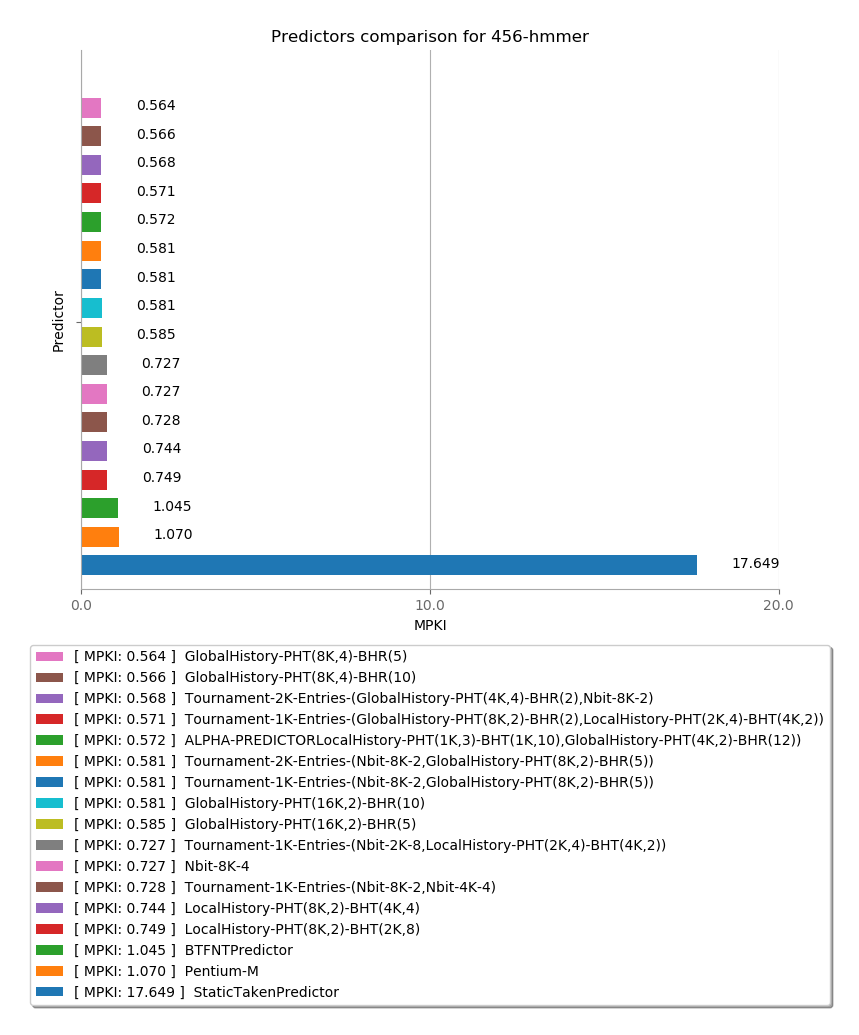 Predictors comparison for 456-hmmer
0.564
0.566
0.568
0.571
0.572
0.581
0.581
0.581
0.585
0.727
0.727
0.728
0.744
0.749
1.045
1.070
17.649
Predictor
0.0 10.0 20.0
MPKI
[ MPKI: 0.564 ] GlobalHistory-PHT(8K,4)-BHR(5)
[ MPKI: 0.566 ] GlobalHistory-PHT(8K,4)-BHR(10)
[ MPKI: 0.568 ] Tournament-2K-Entries-(GlobalHistory-PHT(4K,4)-BHR(2),Nbit-8K-2)
[ MPKI: 0.571 ] Tournament-1K-Entries-(GlobalHistory-PHT(8K,2)-BHR(2),LocalHistory-PHT(2K,4)-BHT(4K,2))
[ MPKI: 0.572 ] ALPHA-PREDICTORLocalHistory-PHT(1K,3)-BHT(1K,10),GlobalHistory-PHT(4K,2)-BHR(12))
[ MPKI: 0.581 ] Tournament-2K-Entries-(Nbit-8K-2,GlobalHistory-PHT(8K,2)-BHR(5))
[ MPKI: 0.581 ] Tournament-1K-Entries-(Nbit-8K-2,GlobalHistory-PHT(8K,2)-BHR(5))
[ MPKI: 0.581 ] GlobalHistory-PHT(16K,2)-BHR(10)
[ MPKI: 0.585 ] GlobalHistory-PHT(16K,2)-BHR(5)
[ MPKI: 0.727 ] Tournament-1K-Entries-(Nbit-2K-8,LocalHistory-PHT(2K,4)-BHT(4K,2))
[ MPKI: 0.727 ] Nbit-8K-4
[ MPKI: 0.728 ] Tournament-1K-Entries-(Nbit-8K-2,Nbit-4K-4)
[ MPKI: 0.744 ] LocalHistory-PHT(8K,2)-BHT(4K,4)
[ MPKI: 0.749 ] LocalHistory-PHT(8K,2)-BHT(2K,8)
[ MPKI: 1.045 ] BTFNTPredictor
[ MPKI: 1.070 ] Pentium-M
[ MPKI: 17.649 ] StaticTakenPredictor